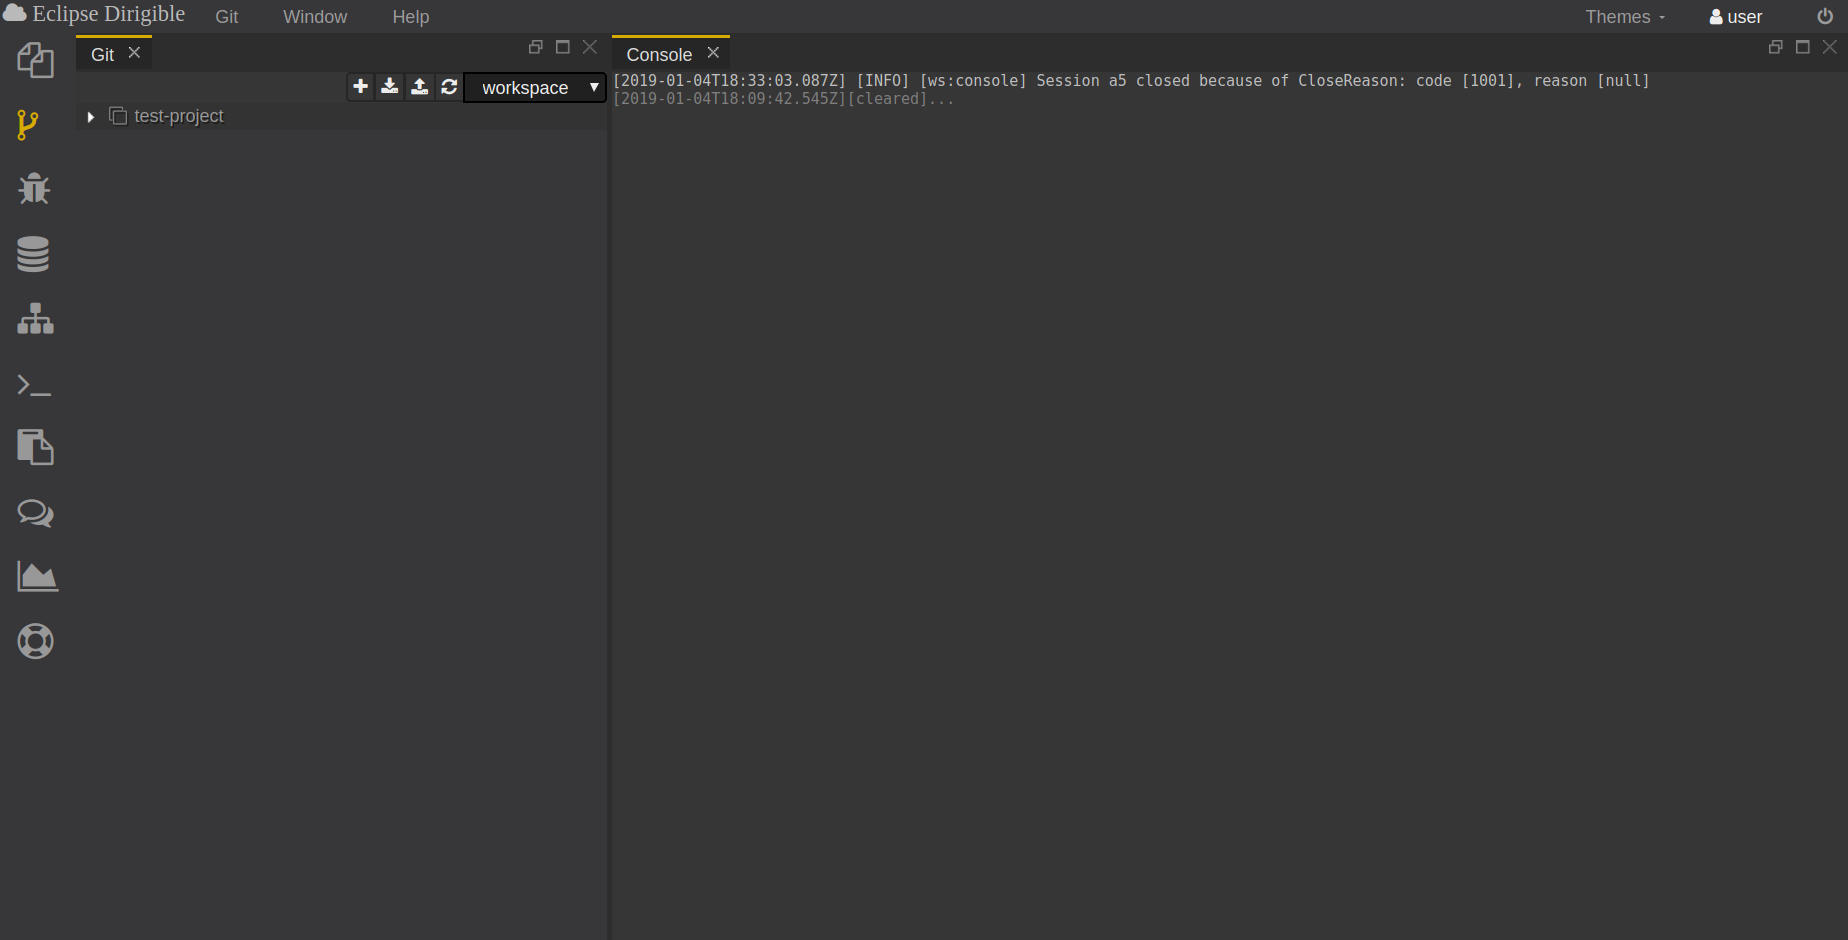 Eclipse Dirigible Git Window Help Themes user
Git
Console
workspace
test-project
[2019-01-04T18:33:03.087Z] [INFO] [ws:console] Session a5 closed because of CloseReason: code [1001], reason [null]
[2019-01-04T18:09:42.545Z][cleared]...